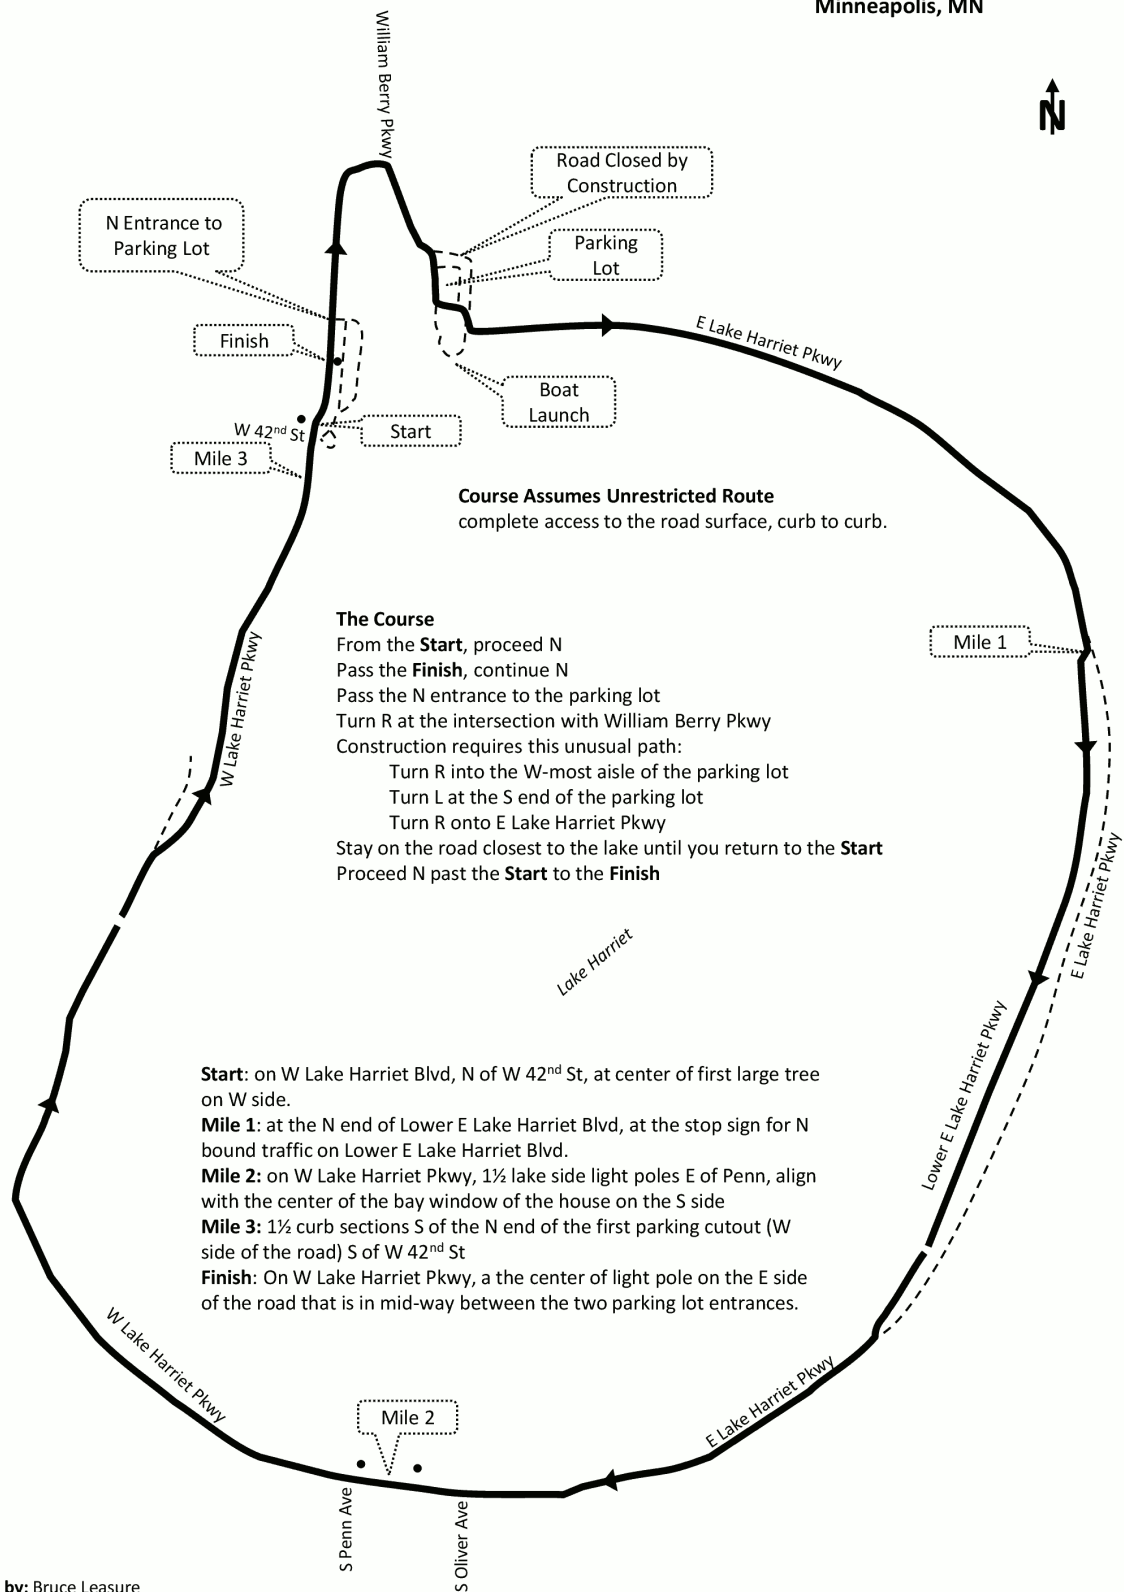 Minneapolis, MN
William Berry Pkwy
N
Road Closed by
Construction
N Entrance to
Parking Lot
Parking
Lot
Finish
E Lake Harriet Pkwy
Boat
Launch
W 42nd St
Start
Mile 3
Course Assumes Unrestricted Route
complete access to the road surface, curb to curb.
The Course
From the Start, proceed N
Pass the Finish, continue N
Pass the N entrance to the parking lot
Turn R at the intersection with William Berry Pkwy
Construction requires this unusual path:
Turn R into the W-most aisle of the parking lot
Turn L at the S end of the parking lot
Turn R onto E Lake Harriet Pkwy
Stay on the road closest to the lake until you return to the Start
Proceed N past the Start to the Finish
Mile 1
W Lake Harriet Pkwy
E Lake Harriet Pkwy
Lake Harriet
Lower E Lake Harriet Pkwy
Start: on W Lake Harriet Blvd, N of W 42nd St, at center of first large tree
on W side.
Mile 1: at the N end of Lower E Lake Harriet Blvd, at the stop sign for N
bound traffic on Lower E Lake Harriet Blvd.
Mile 2: on W Lake Harriet Pkwy, 1½ lake side light poles E of Penn, align
with the center of the bay window of the house on the S side
Mile 3: 1½ curb sections S of the N end of the first parking cutout (W
side of the road) S of W 42nd St
Finish: On W Lake Harriet Pkwy, a the center of light pole on the E side
of the road that is in mid-way between the two parking lot entrances.
W Lake Harriet Pkwy
E Lake Harriet Pkwy
Mile 2
S Penn Ave
S Oliver Ave
by: Bruce Leasure